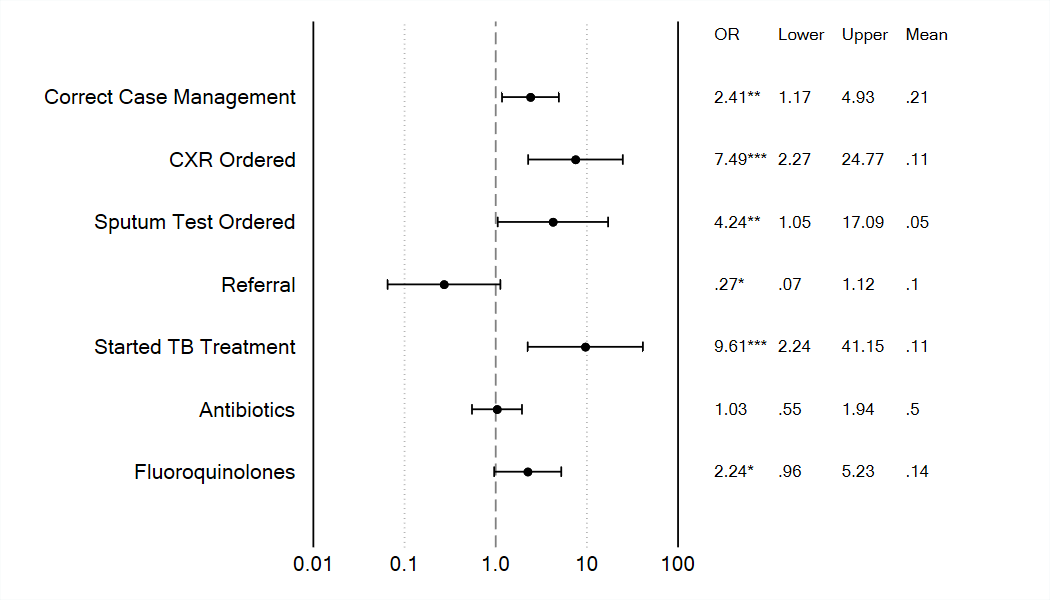 OR Lower Upper Mean
Correct Case Management 2.41** 1.17 4.93 .21
CXR Ordered 7.49*** 2.27 24.77 .11
Sputum Test Ordered 4.24** 1.05 17.09 .05
Referral .27* .07 1.12 .1
Started TB Treatment 9.61*** 2.24 41.15 .11
Antibiotics 1.03 .55 1.94 .5
Fluoroquinolones 2.24* .96 5.23 .14
0.01 0.1 1.0 10 100